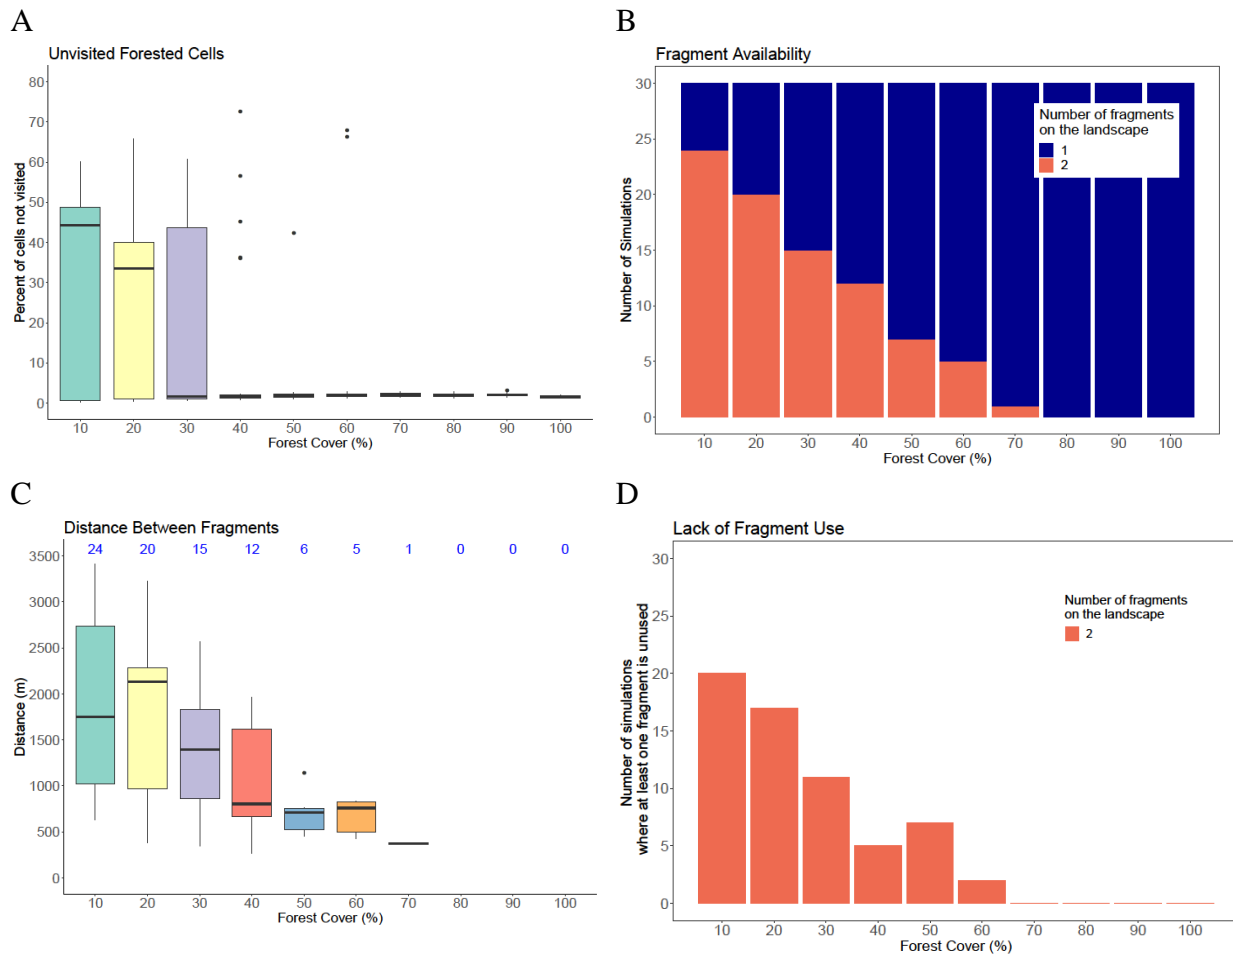 A
Unvisited Forested Cells
Percent of cells not visited
80
70
60
50
40
30
20
10
0
10 20 30 40 50 60 70 80 90 100
Forest Cover (%)
B
Fragment Availability
Number of Simulations
30
25
20
15
10
5
0
Number of fragments
on the landscape
1
2
10 20 30 40 50 60 70 80 90 100
Forest Cover (%)
C
Distance Between Fragments
24 20 15 12 6 5 1 0 0 0
Distance (m)
3500
3000
2500
2000
1500
1000
500
0
10 20 30 40 50 60 70 80 90 100
Forest Cover (%)
D
Lack of Fragment Use
Number of simulations
where at least one fragment is unused
30
25
20
15
10
5
0
Number of fragments
on the landscape
2
10 20 30 40 50 60 70 80 90 100
Forest Cover (%)